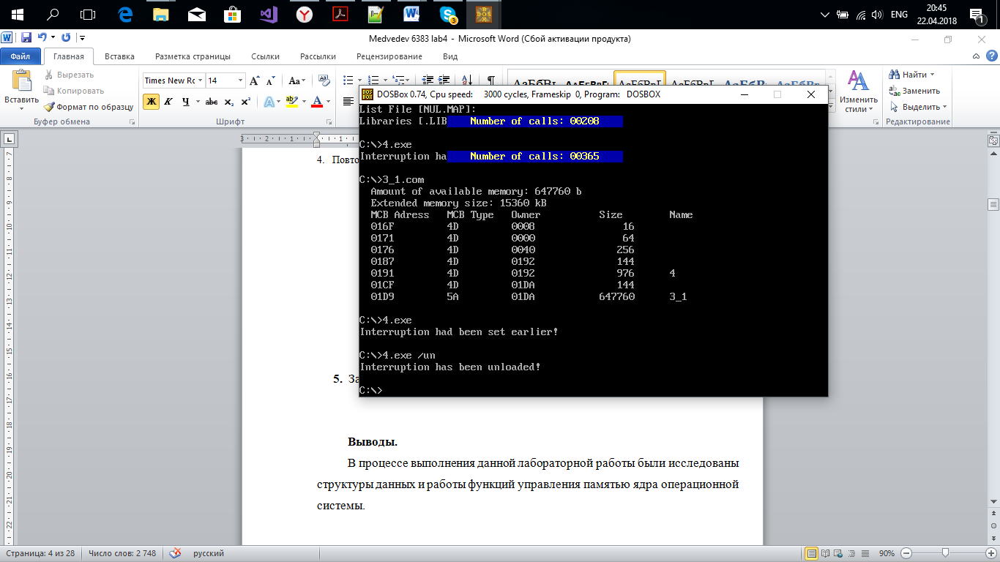 ENG
20:45
22.04.2018
3
1
Medvedev 6383 lab4 - Microsoft Word (Сбой активации продукта)
Файл Главная Вставка Разметка страницы Ссылки Рассылки Рецензирование Вид
Вставить
Вырезать
Копировать
Формат по образцу
Буфер обмена
Times New Ro 14
Ж К Ч abc x₂ x²
Шрифт
Изменить стили
Найти
Заменить
Выделить
Редактирование
DOSBox 0.74, Cpu speed: 3000 cycles, Frameskip 0, Program: DOSBOX
List File [NUL.MAP]:
Libraries [.LIB Number of calls: 00208
C:\>4.exe
Interruption ha Number of calls: 00365
C:\>3_1.com
Amount of available memory: 647760 b
Extended memory size: 15360 kB
MCB Adress MCB Type Owner Size Name
016F 4D 0008 16
0171 4D 0000 64
0176 4D 0040 256
0187 4D 0192 144
0191 4D 0192 976 4
01CF 4D 01DA 144
01D9 5A 01DA 647760 3_1
C:\>4.exe
Interruption had been set earlier!
C:\>4.exe /un
Interruption has been unloaded!
C:\>
4. Повто
5. За
Выводы.
В процессе выполнения данной лабораторной работы были исследованы
структуры данных и работы функций управления памятью ядра операционной
системы.
Страница: 4 из 28 Число слов: 2 748 русский 90%